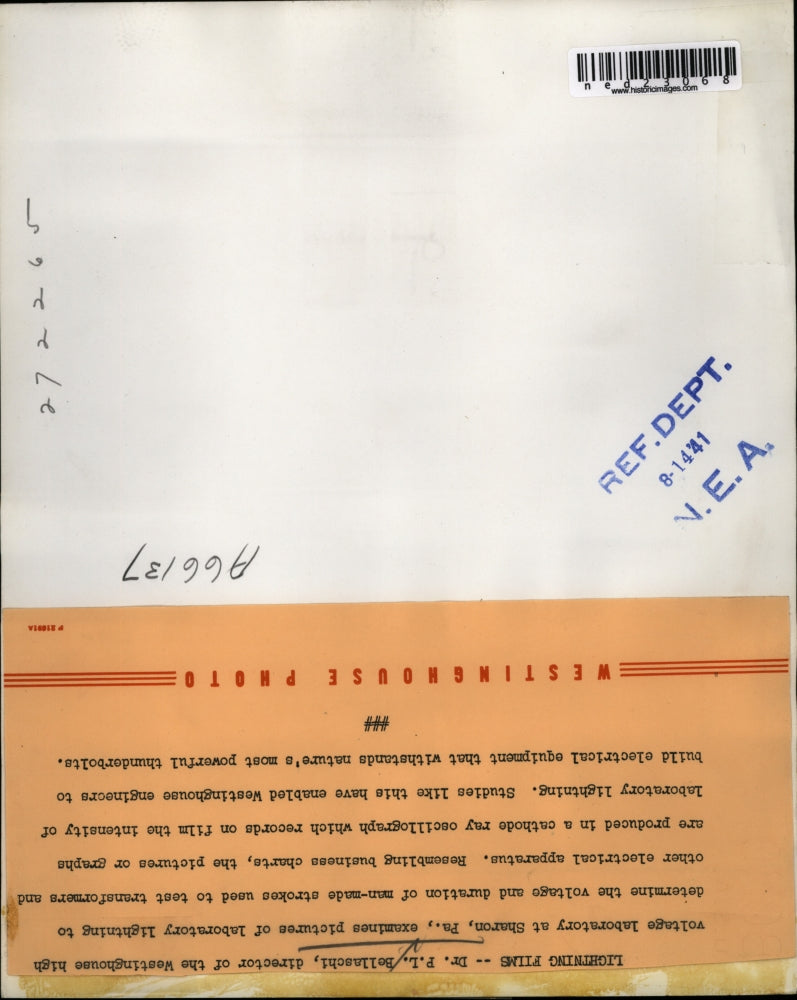 ned23068
www.historicimages.com
272265
REF. DEPT.
8-14'41
N.E.A.
A66137
LIGHTNING FILMS -- Dr. P.L. Bellaschi, director of the Westinghouse high
voltage laboratory at Sharon, Pa., examines pictures of laboratory lightning to
determine the voltage and duration of man-made strokes used to test transformers and
other electrical apparatus. Resembling business charts, the pictures or graphs
are produced in a cathode ray oscillograph which records on film the intensity of
laboratory lightning. Studies like this have enabled Westinghouse engineers to
build electrical equipment that withstands nature's most powerful thunderbolts.
###
WESTINGHOUSE PHOTO
P 21691A